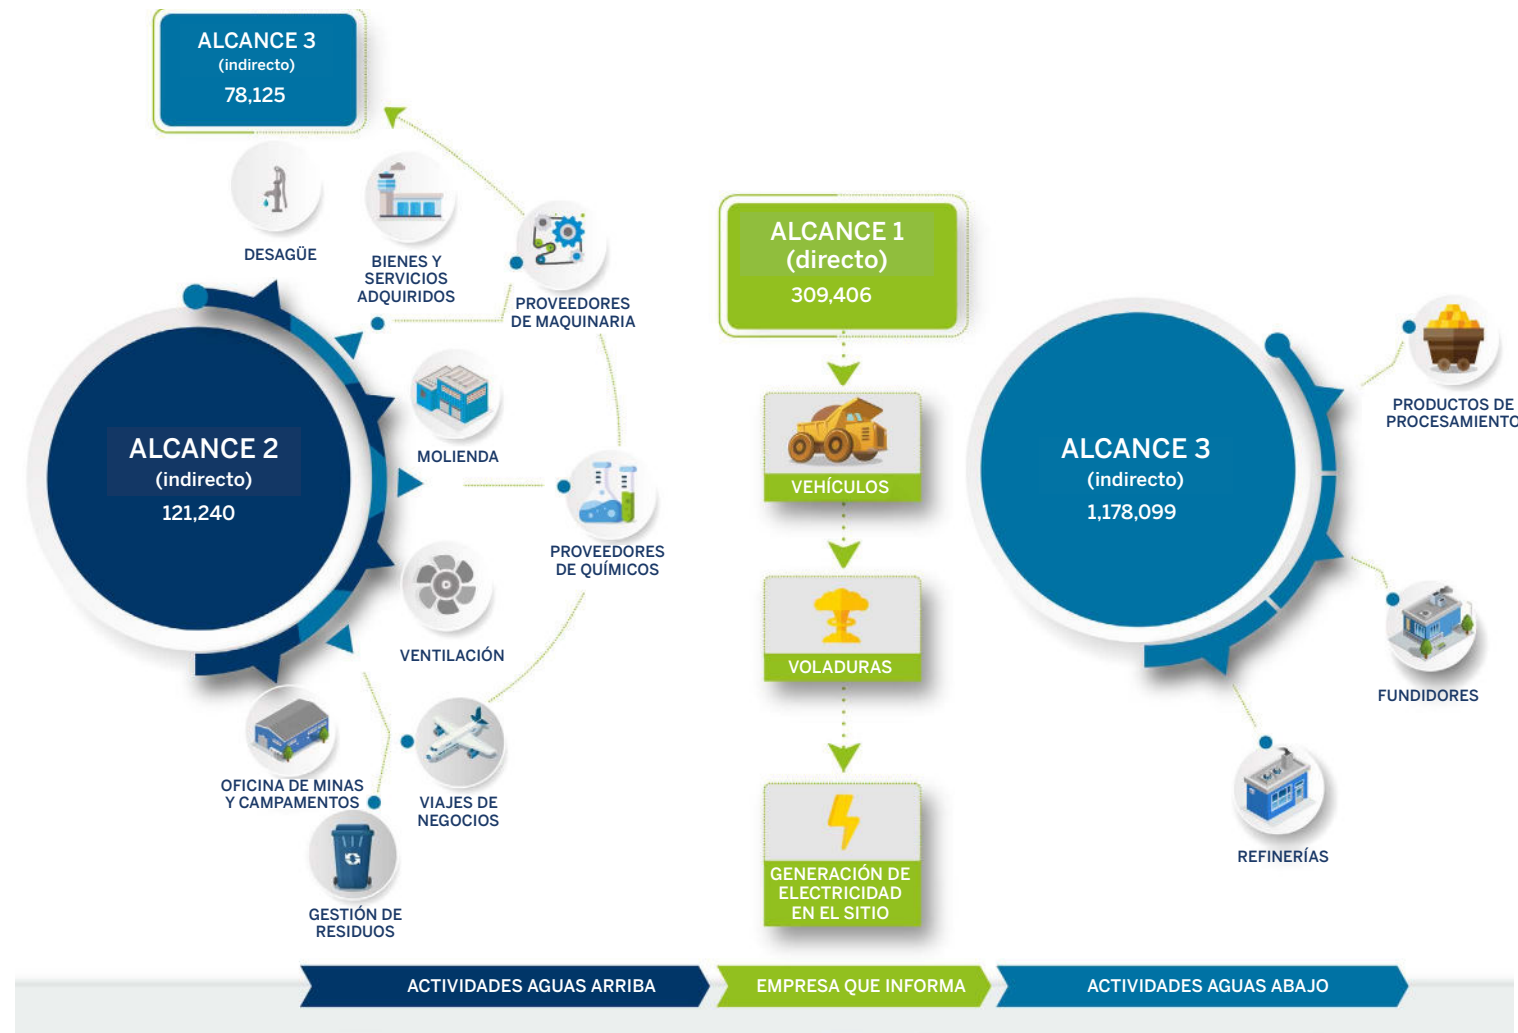 ALCANCE 3
(indirecto)
78,125
DESAGÜE
BIENES Y
SERVICIOS
ADQUIRIDOS
PROVEEDORES
DE MAQUINARIA
MOLIENDA
PROVEEDORES
DE QUÍMICOS
ALCANCE 2
(indirecto)
121,240
VENTILACIÓN
OFICINA DE MINAS
Y CAMPAMENTOS
VIAJES DE
NEGOCIOS
GESTIÓN DE
RESIDUOS
ALCANCE 1
(directo)
309,406
VEHÍCULOS
VOLADURAS
GENERACIÓN DE
ELECTRICIDAD
EN EL SITIO
ALCANCE 3
(indirecto)
1,178,099
PRODUCTOS DE
PROCESAMIENTO
FUNDIDORES
REFINERÍAS
ACTIVIDADES AGUAS ARRIBA
EMPRESA QUE INFORMA
ACTIVIDADES AGUAS ABAJO